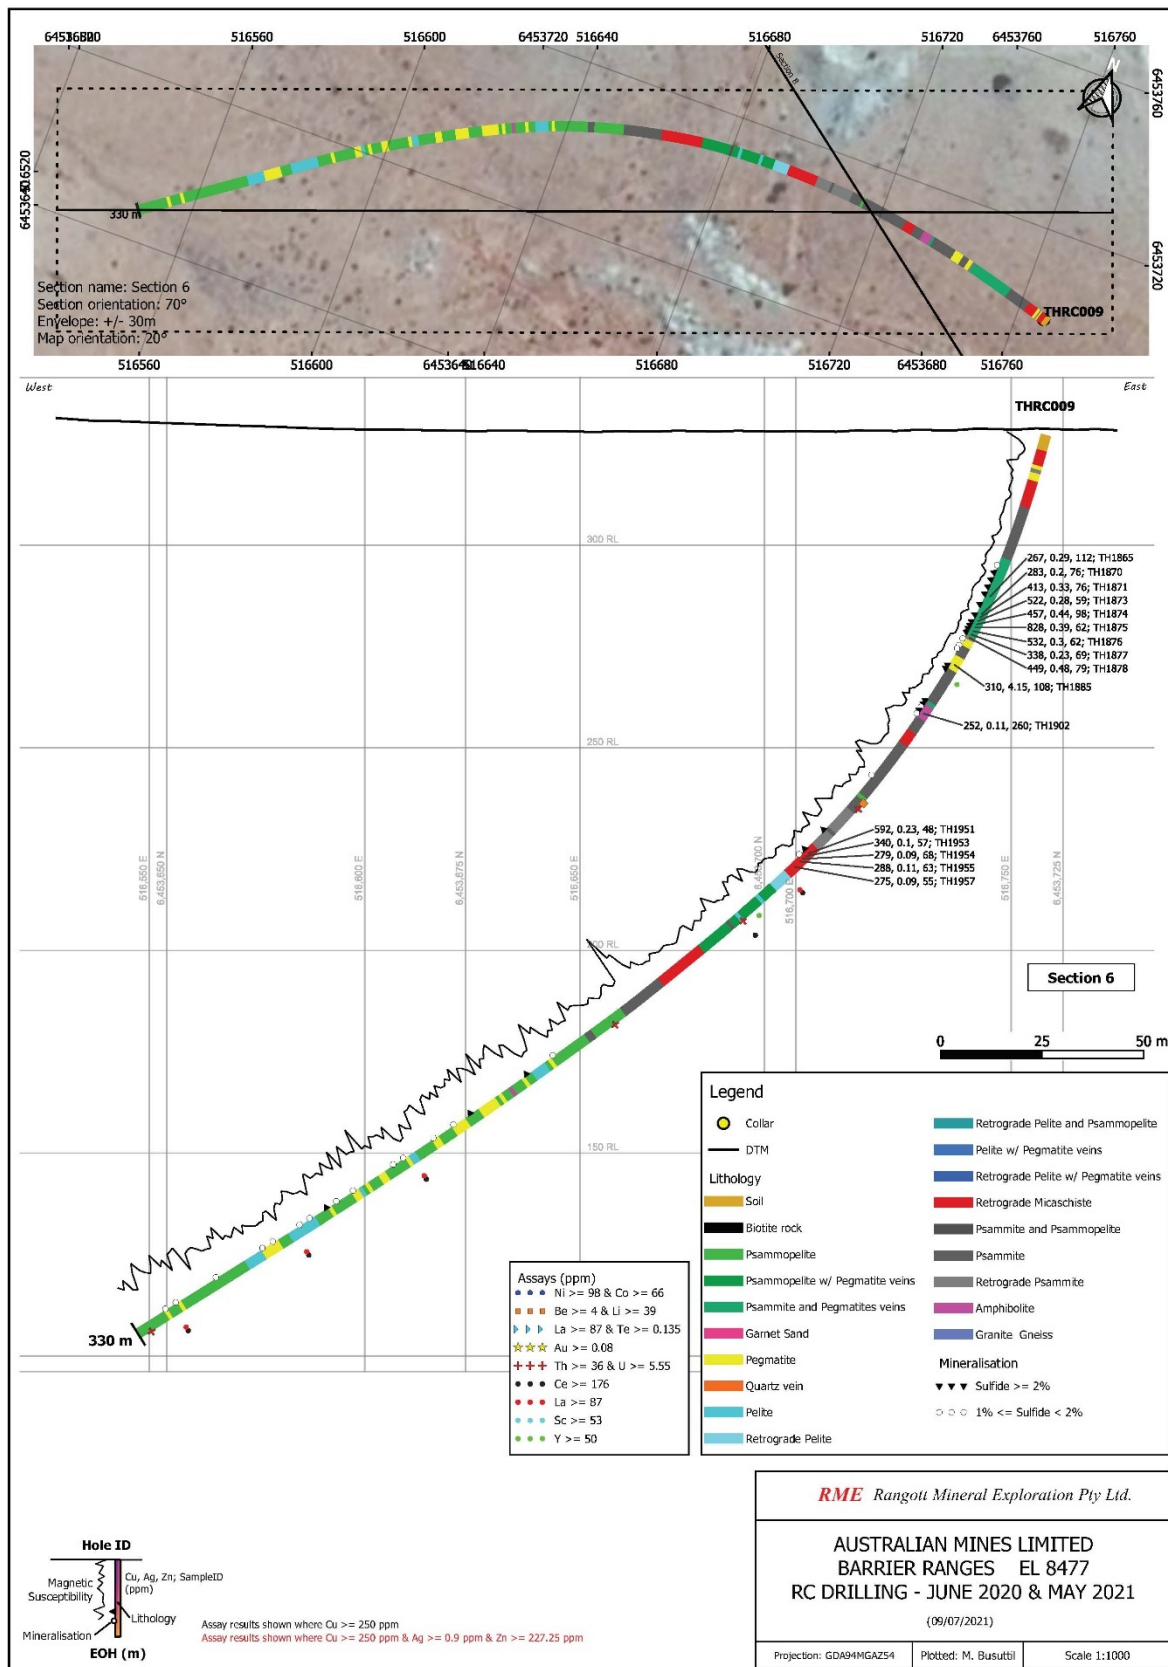 516560
516600
6453720
516640
516680
516720
6453760
516760
Section B
N
6453760
6453720
330 m
THRC009
Section name: Section 6
Section orientation: 70°
Envelope: +/- 30m
Map orientation: 20°
516560
516600
516640
516680
516720
6453680
516760
West
East
THRC009
300 RL
267, 0.29, 112; TH1865
283, 0.2, 76; TH1870
413, 0.33, 76; TH1871
522, 0.28, 59; TH1873
457, 0.44, 98; TH1874
828, 0.39, 62; TH1875
532, 0.3, 62; TH1876
338, 0.23, 69; TH1877
449, 0.48, 79; TH1878
310, 4.15, 108; TH1885
252, 0.11, 260; TH1902
250 RL
592, 0.23, 48; TH1951
340, 0.1, 57; TH1953
279, 0.09, 68; TH1954
288, 0.11, 63; TH1955
275, 0.09, 55; TH1957
516,550 E
6,453,650 N
516,600 E
6,453,675 N
516,650 E
6,453,700 N
516,700 E
516,750 E
6,453,725 N
200 RL
Section 6
0 25 50 m
150 RL
330 m
Legend
Collar
DTM
Lithology
Soil
Biotite rock
Psammopelite
Psammopelite w/ Pegmatite veins
Psammite and Pegmatites veins
Garnet Sand
Pegmatite
Quartz vein
Pelite
Retrograde Pelite
Retrograde Pelite and Psammopelite
Pelite w/ Pegmatite veins
Retrograde Pelite w/ Pegmatite veins
Retrograde Micaschiste
Psammite and Psammopelite
Psammite
Retrograde Psammite
Amphibolite
Granite Gneiss
Mineralisation
Sulfide >= 2%
1% <= Sulfide < 2%
Assays (ppm)
Ni >= 98 & Co >= 66
Be >= 4 & Li >= 39
La >= 87 & Te >= 0.135
Au >= 0.08
Th >= 36 & U >= 5.55
Ce >= 176
La >= 87
Sc >= 53
Y >= 50
RME Rangott Mineral Exploration Pty Ltd.
AUSTRALIAN MINES LIMITED
BARRIER RANGES EL 8477
RC DRILLING - JUNE 2020 & MAY 2021
(09/07/2021)
Projection: GDA94MGAZ54
Plotted: M. Busuttil
Scale 1:1000
Hole ID
Magnetic
Susceptibility
Cu, Ag, Zn; SampleID
(ppm)
Lithology
Mineralisation
EOH (m)
Assay results shown where Cu >= 250 ppm
Assay results shown where Cu >= 250 ppm & Ag >= 0.9 ppm & Zn >= 227.25 ppm